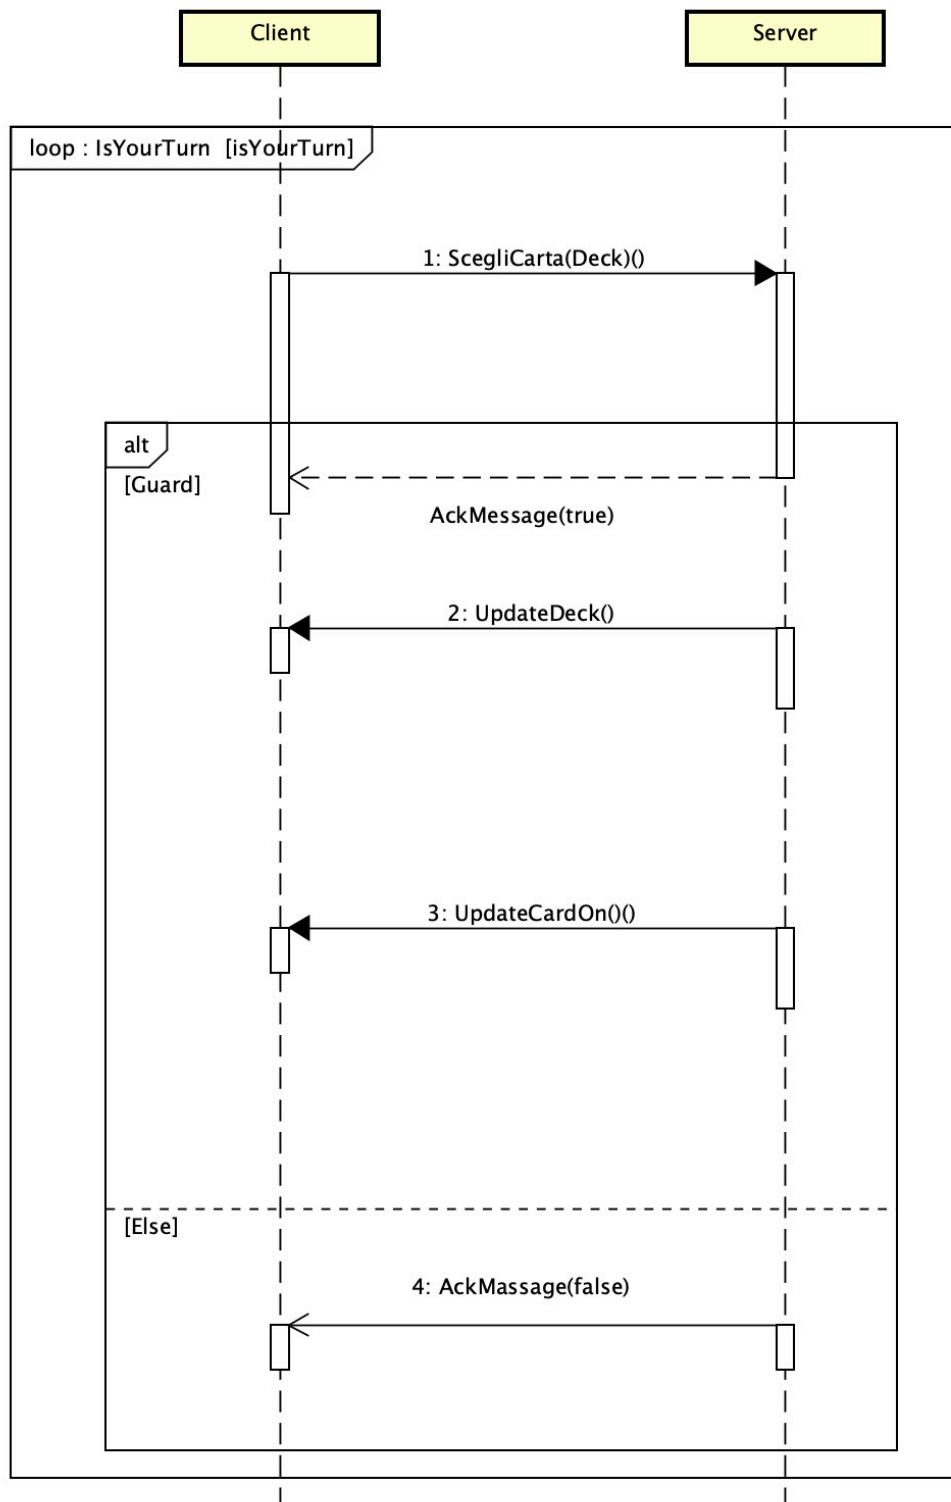 Client
Server
loop : IsYourTurn [isYourTurn]
1: ScegliCarta(Deck)()
alt
[Guard]
AckMessage(true)
2: UpdateDeck()
3: UpdateCardOn()()
[Else]
4: AckMassage(false)